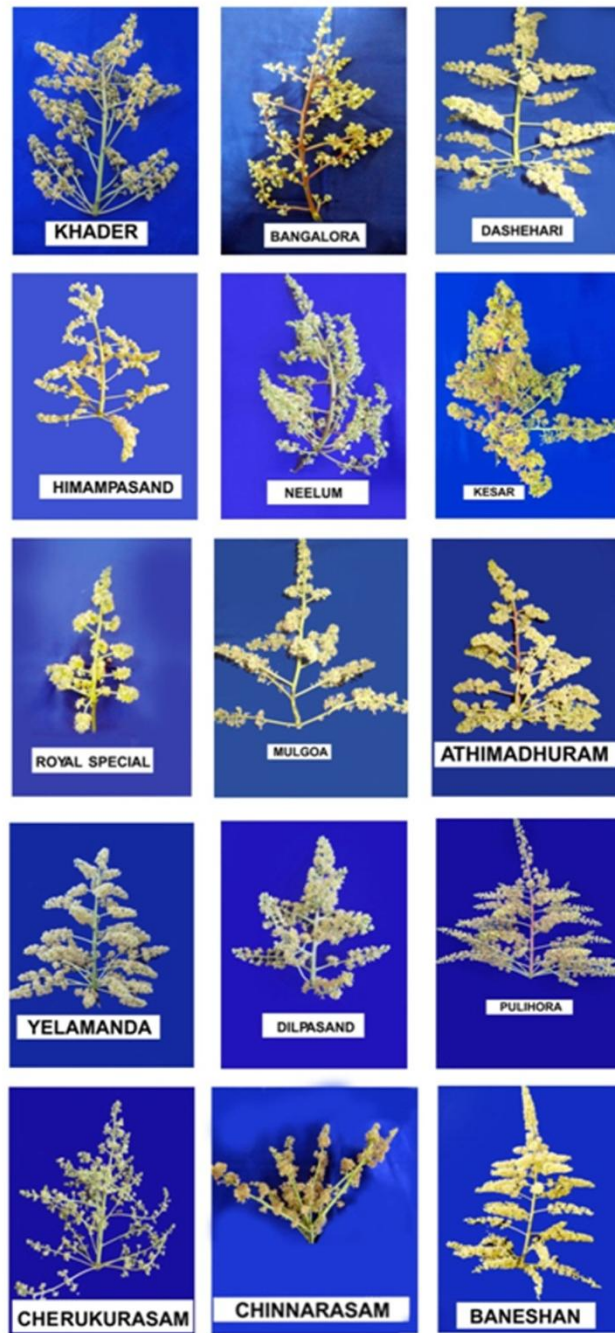 KHADER
BANGALORA
DASHEHARI
HIMAMPASAND
NEELUM
KESAR
ROYAL SPECIAL
MULGOA
ATHIMADHURAM
YELAMANDA
DILPASAND
PULIHORA
CHERUKURASAM
CHINNARASAM
BANESHAN